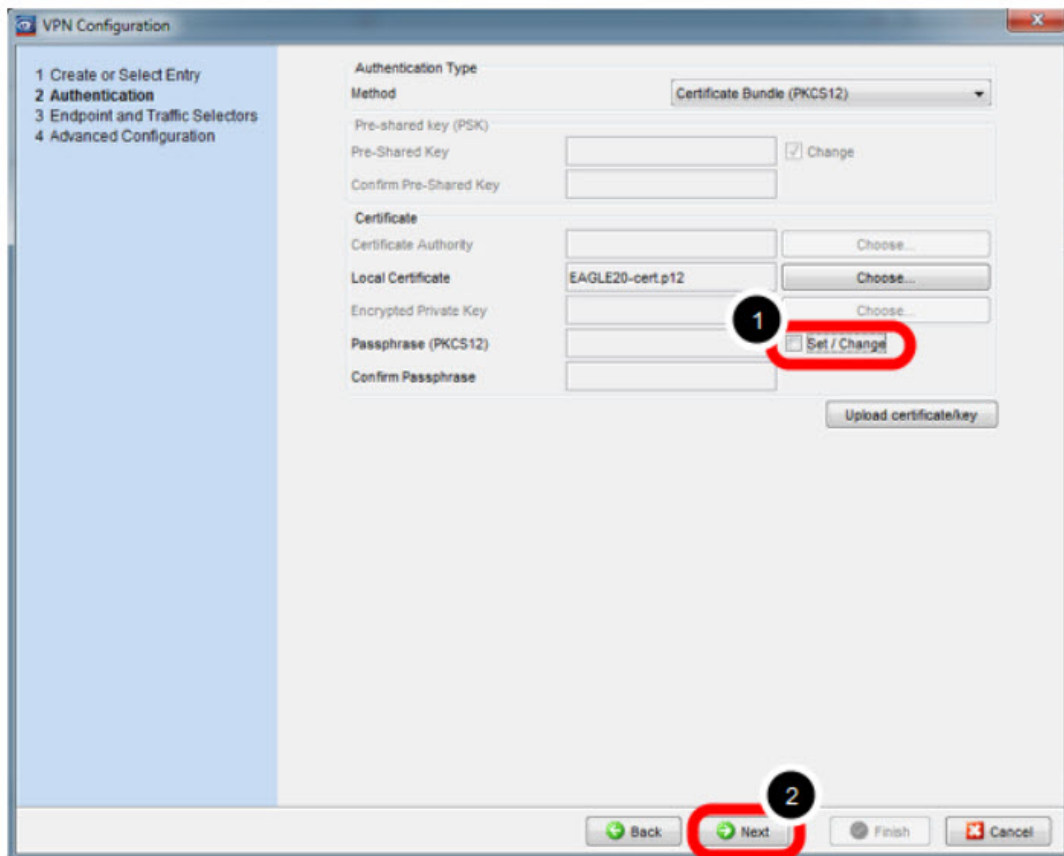 VPN Configuration
1 Create or Select Entry
2 Authentication
3 Endpoint and Traffic Selectors
4 Advanced Configuration
Authentication Type
Method Certificate Bundle (PKCS12)
Pre-shared key (PSK)
Pre-Shared Key Change
Confirm Pre-Shared Key
Certificate
Certificate Authority Choose...
Local Certificate EAGLE20-cert.p12 Choose...
Encrypted Private Key Choose...
1
Passphrase (PKCS12) Set / Change
Confirm Passphrase
Upload certificate/key
2
Back Next Finish Cancel